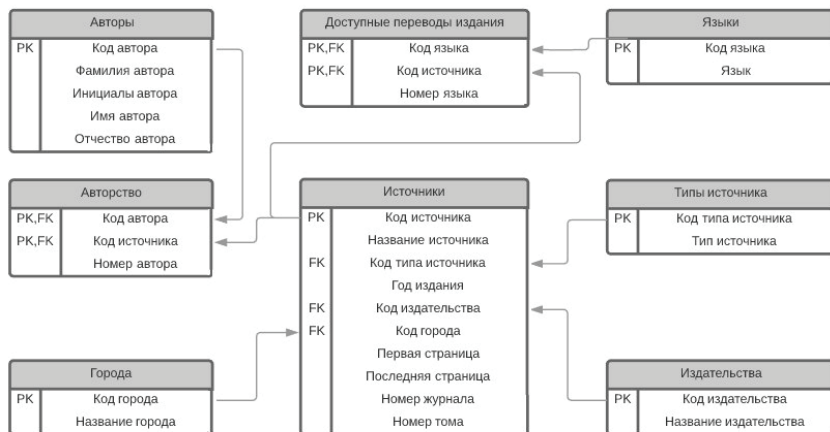 Авторы
PK Код автора
Фамилия автора
Инициалы автора
Имя автора
Отчество автора
Доступные переводы издания
PK,FK Код языка
PK,FK Код источника
Номер языка
Языки
PK Код языка
Язык
Авторство
PK,FK Код автора
PK,FK Код источника
Номер автора
Источники
PK Код источника
Название источника
FK Код типа источника
Год издания
FK Код издательства
FK Код города
Первая страница
Последняя страница
Номер журнала
Номер тома
Типы источника
PK Код типа источника
Тип источника
Города
PK Код города
Название города
Издательства
PK Код издательства
Название издательства